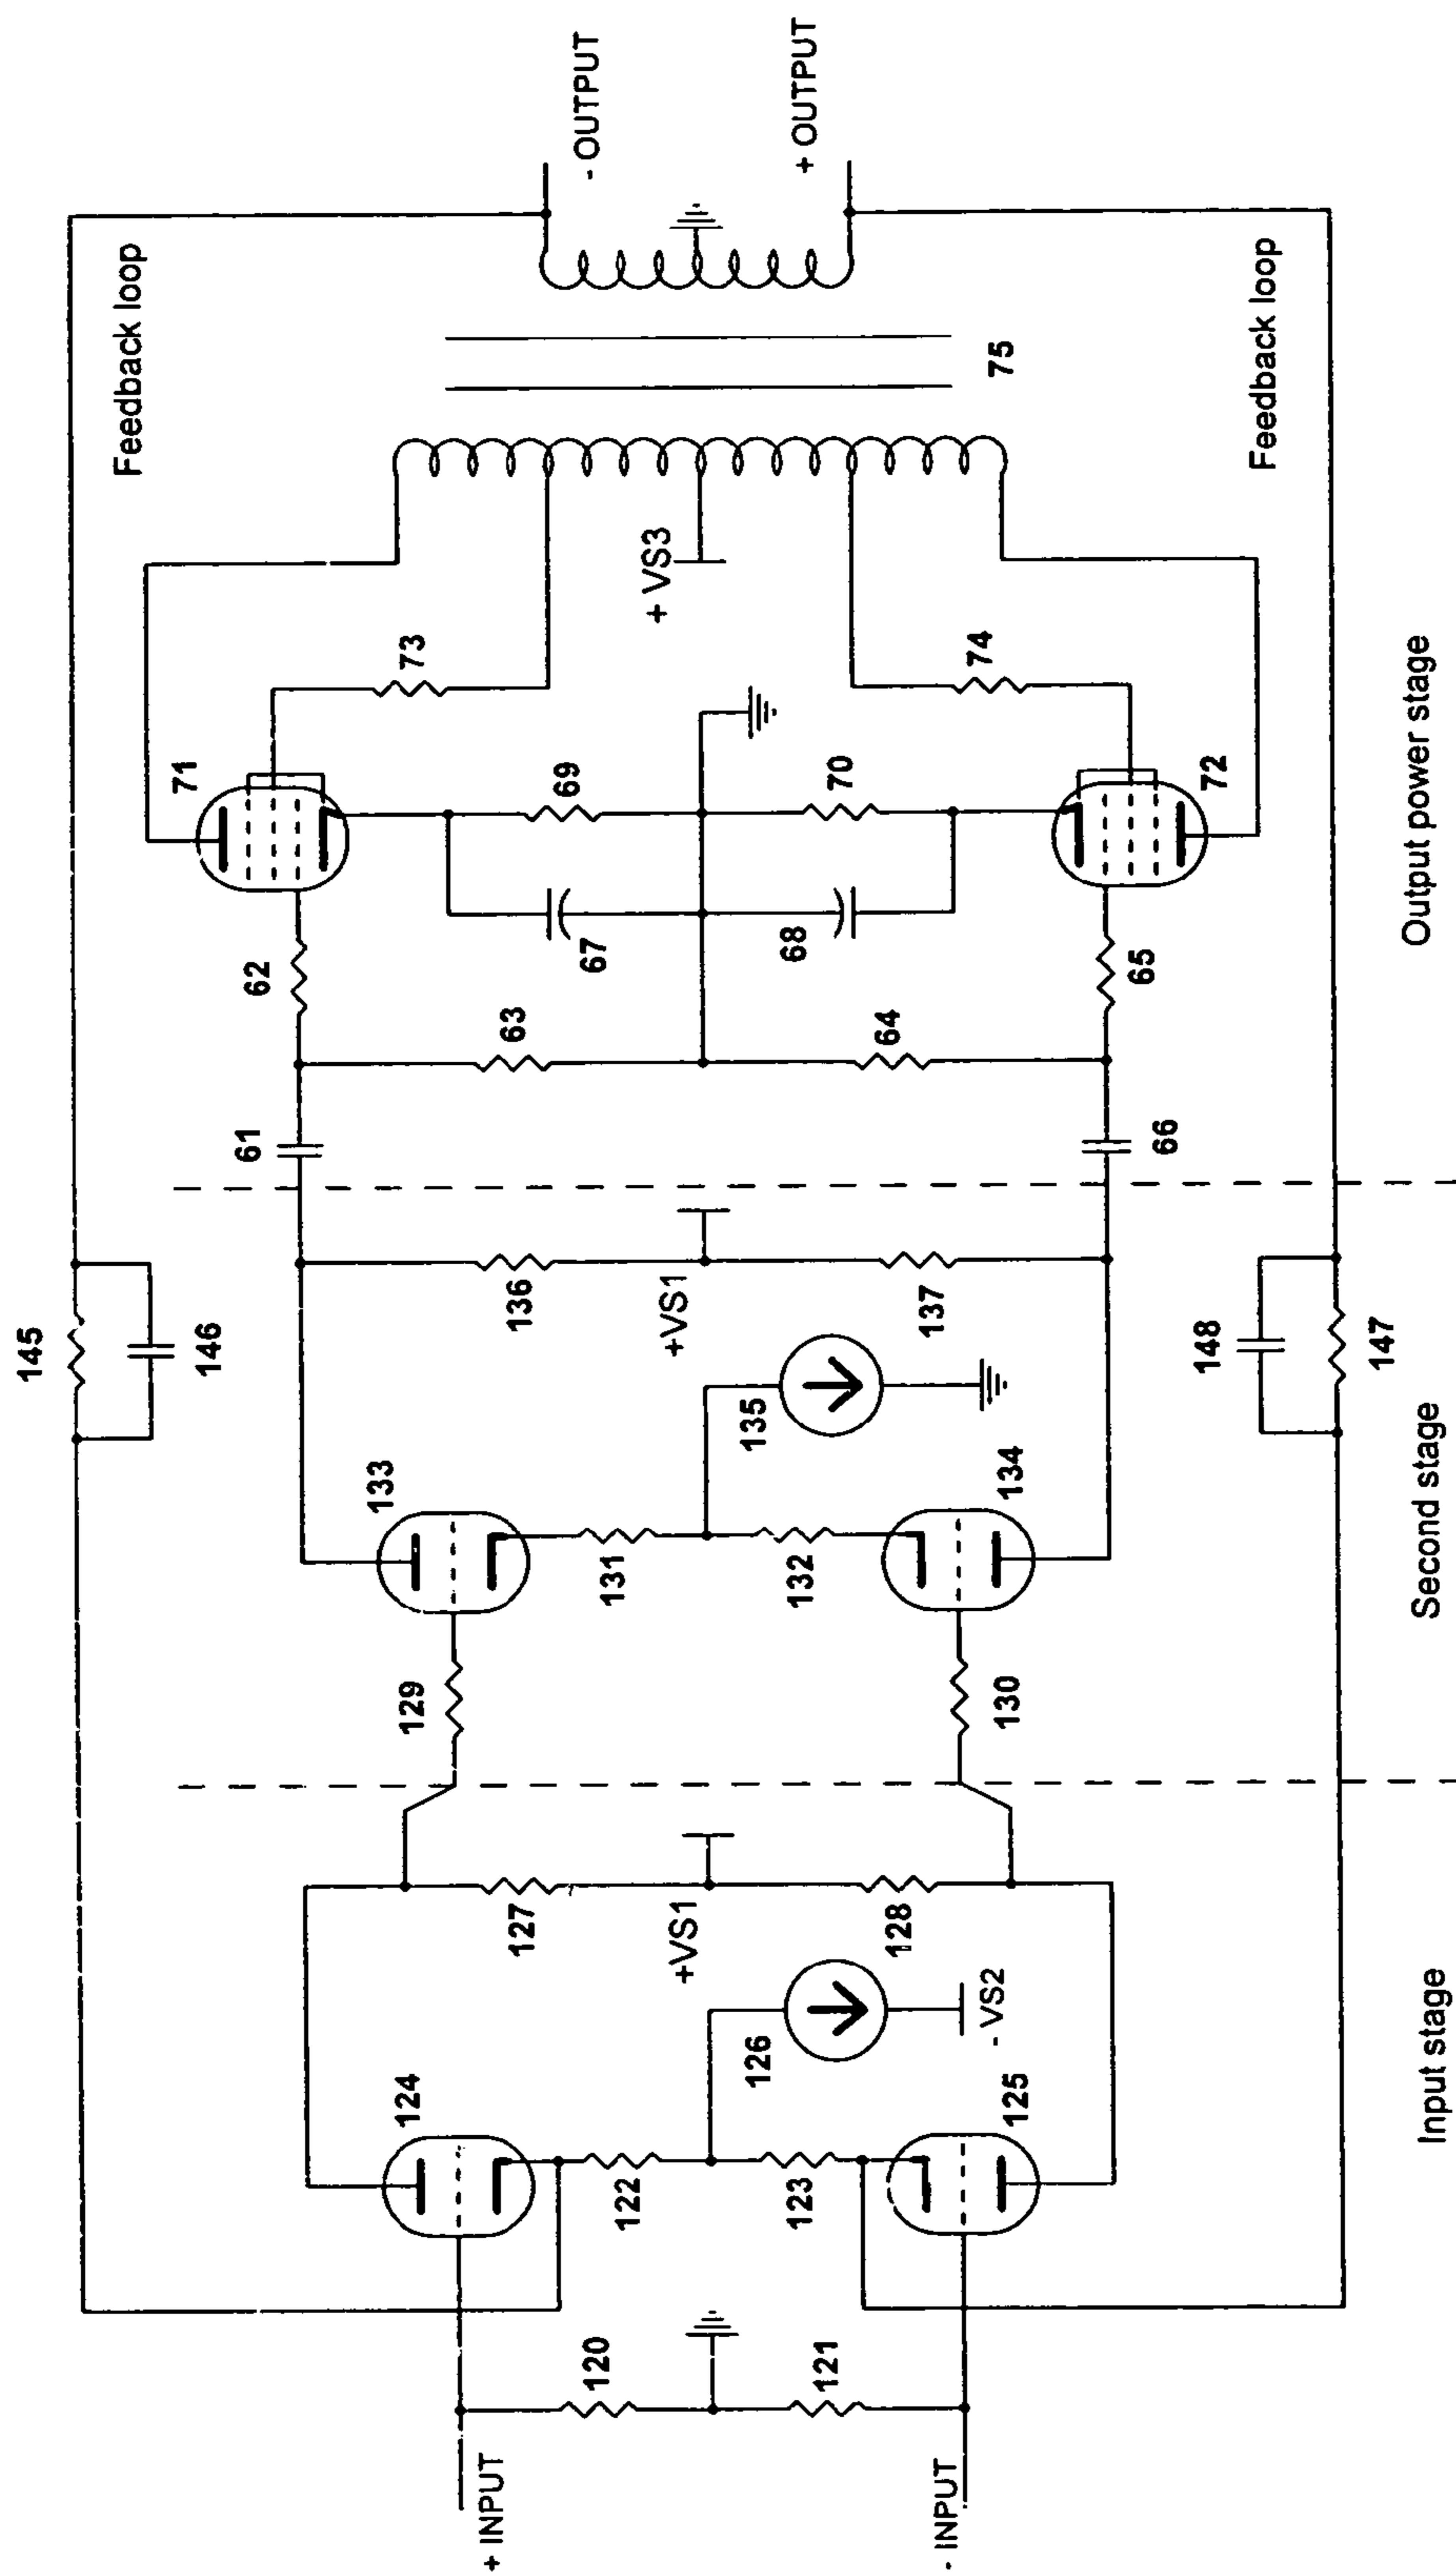 Feedback loop
- OUTPUT
+ OUTPUT
Feedback loop
145
146
71
73
+ VS3
75
62
69
67
63
61
68
70
74
64
72
65
66
136
+VS1
137
148
147
133
135
134
131
132
129
130
127
+VS1
128
124
126
- VS2
125
122
123
120
121
+ INPUT
- INPUT
Input stage
Second stage
Output power stage